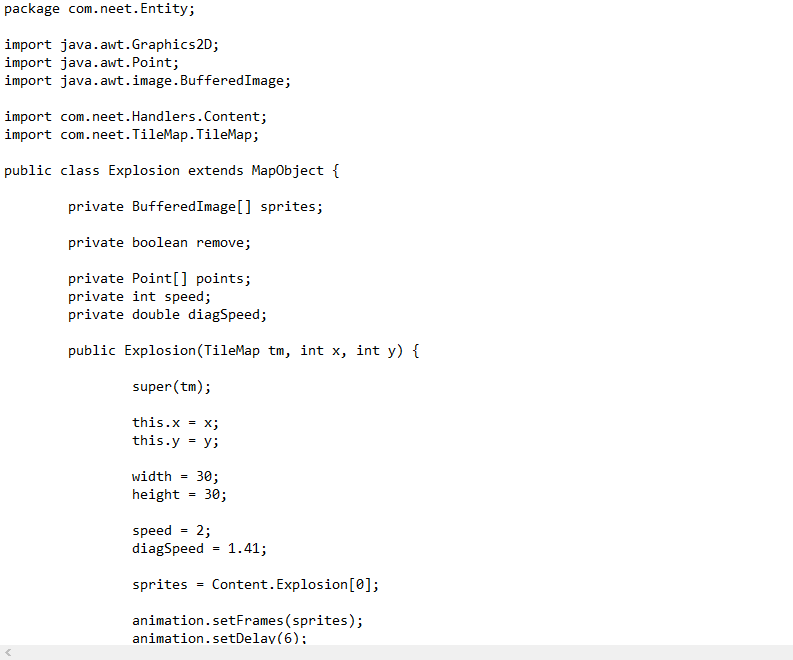 package com.neet.Entity;
import java.awt.Graphics2D;
import java.awt.Point;
import java.awt.image.BufferedImage;
import com.neet.Handlers.Content;
import com.neet.TileMap.TileMap;
public class Explosion extends MapObject {
private BufferedImage[] sprites;
private boolean remove;
private Point[] points;
private int speed;
private double diagSpeed;
public Explosion(TileMap tm, int x, int y) {
super(tm);
this.x = x;
this.y = y;
width = 30;
height = 30;
speed = 2;
diagSpeed = 1.41;
sprites = Content.Explosion[0];
animation.setFrames(sprites);
animation.setDelay(6);